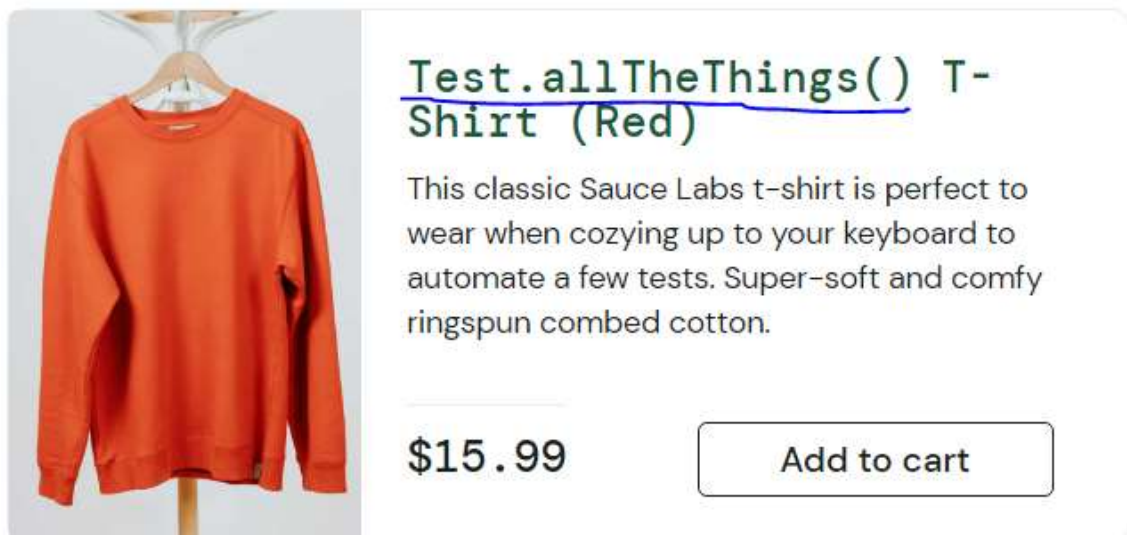 Test.allTheThings() T-
Shirt (Red)
This classic Sauce Labs t-shirt is perfect to
wear when cozying up to your keyboard to
automate a few tests. Super-soft and comfy
ringspun combed cotton.
$15.99
Add to cart